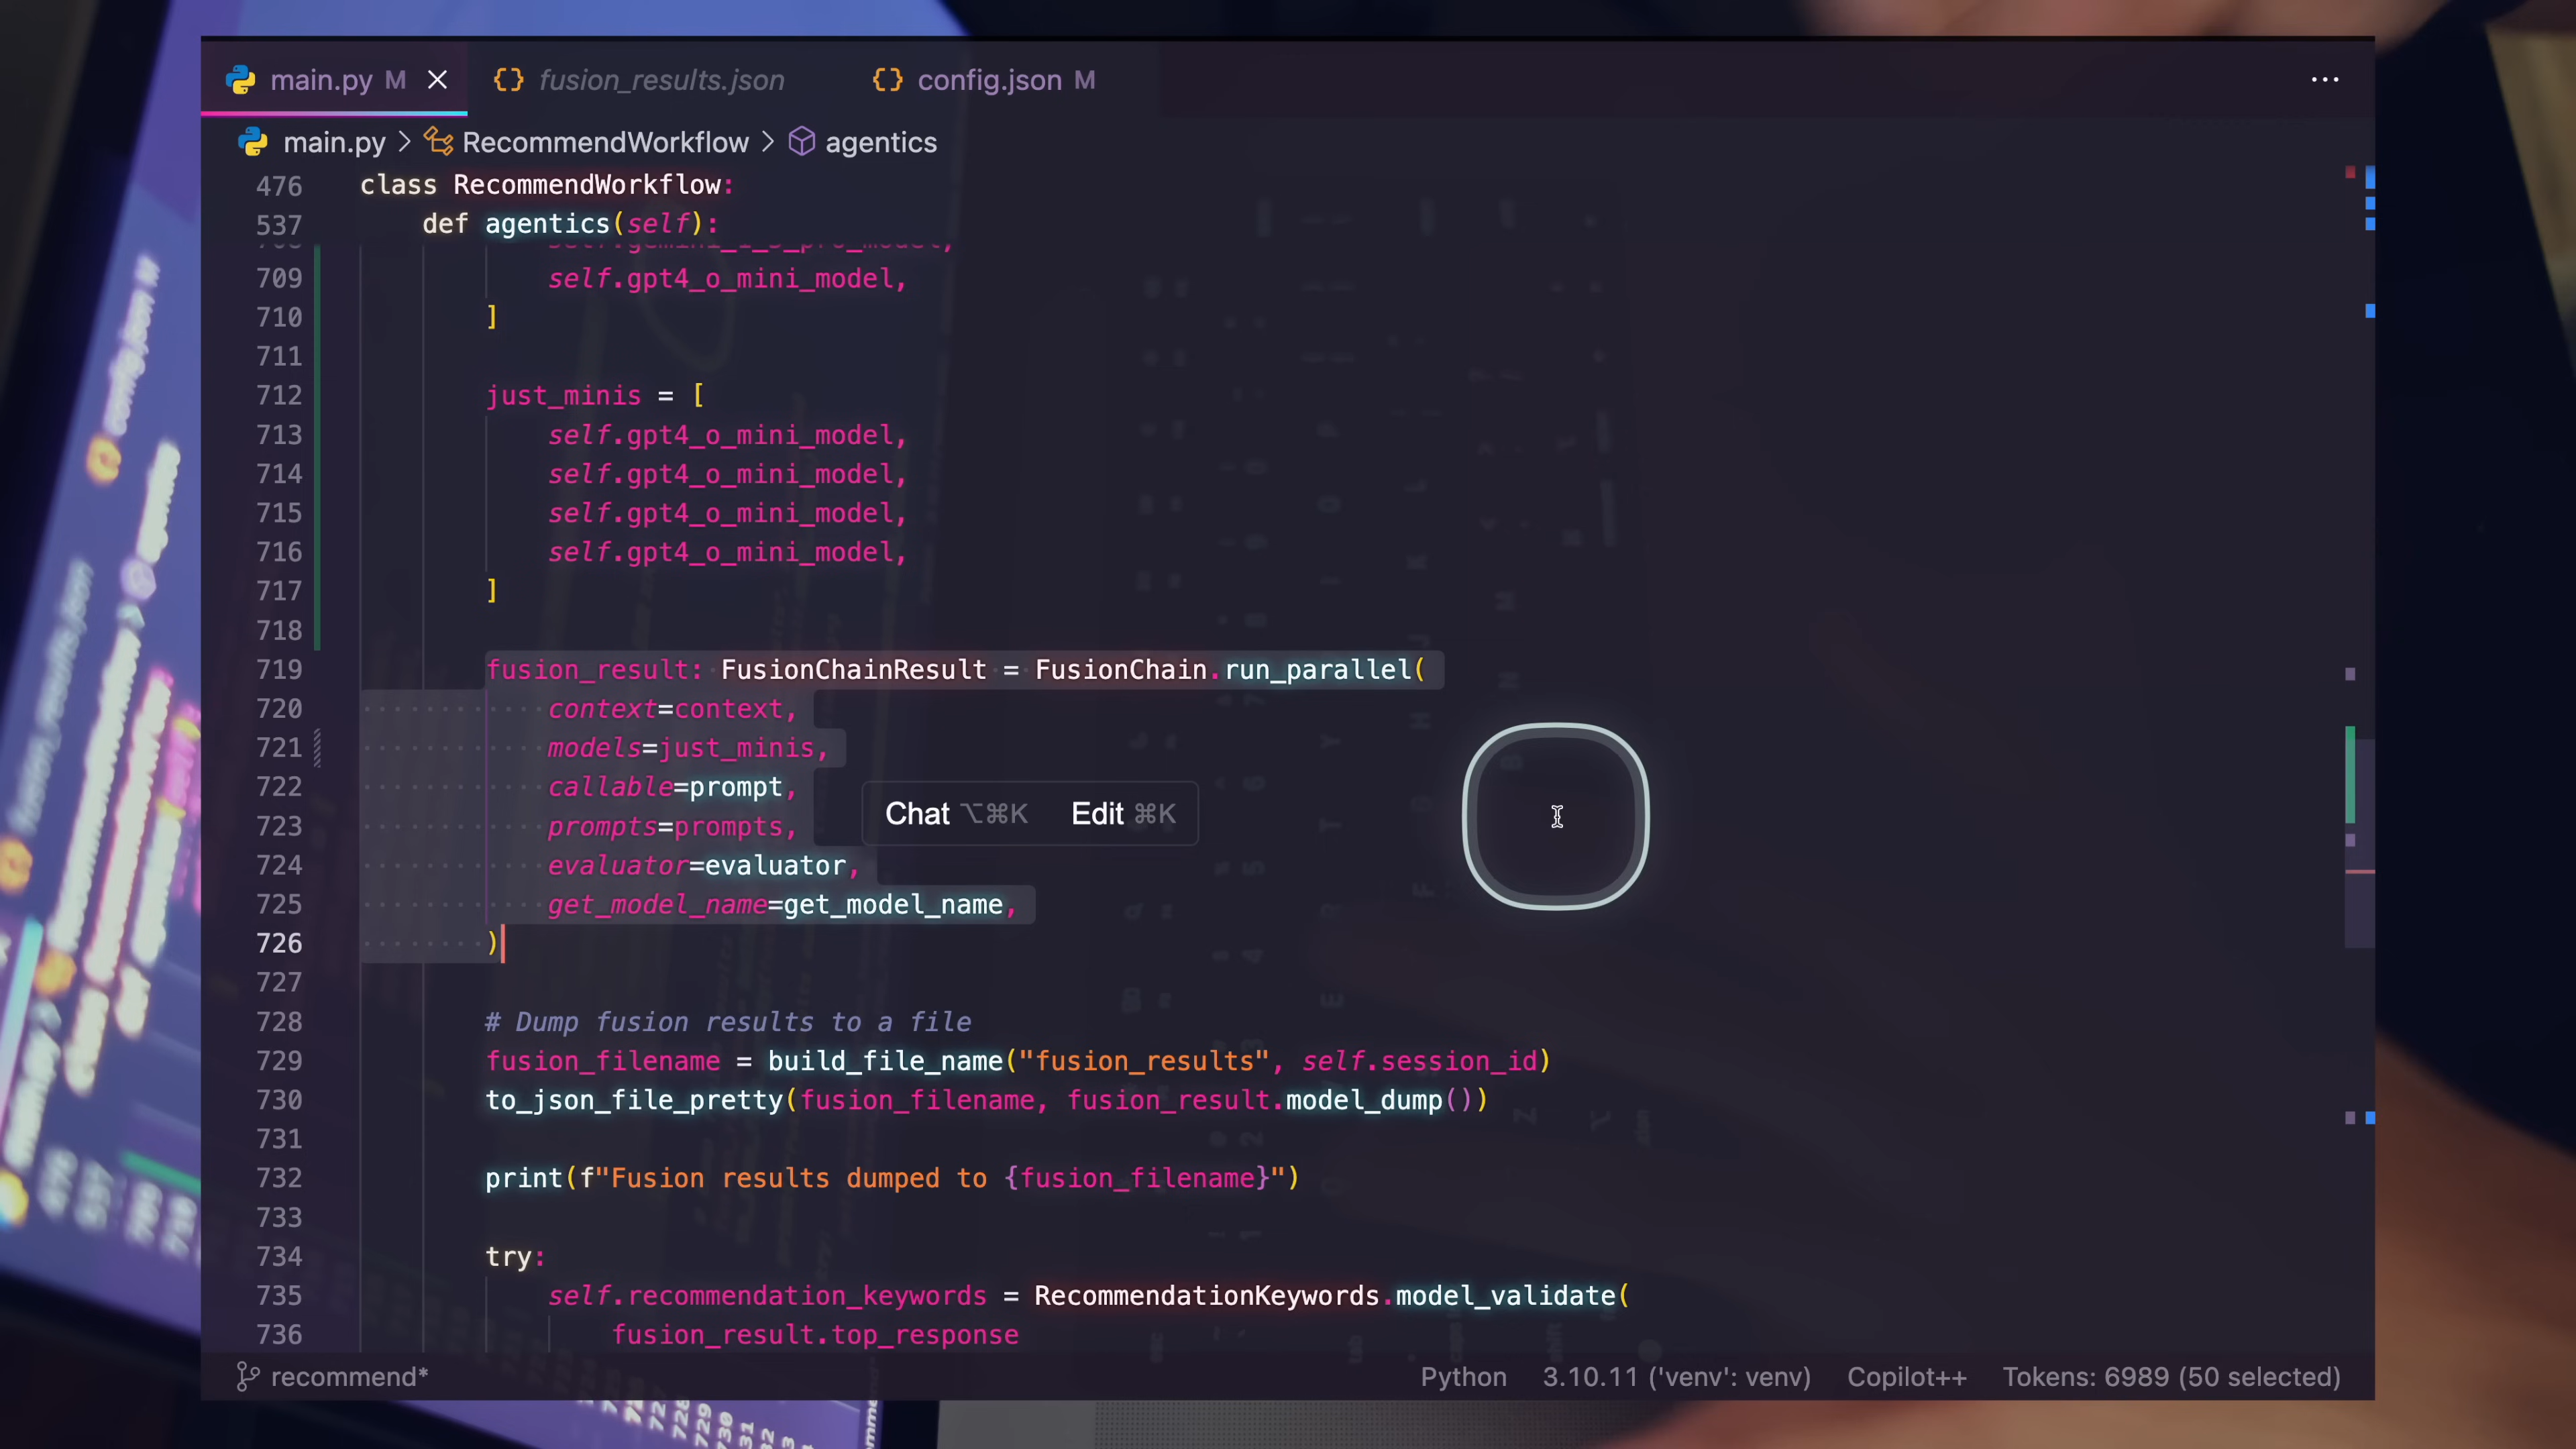 main.py M
fusion_results.json
config.json M
main.py > RecommendWorkflow > agentics
476 class RecommendWorkflow:
537 def agentics(self):
709 self.gpt4_o_mini_model,
710 ]
711
712 just_minis = [
713 self.gpt4_o_mini_model,
714 self.gpt4_o_mini_model,
715 self.gpt4_o_mini_model,
716 self.gpt4_o_mini_model,
717 ]
718
719 fusion_result: FusionChainResult = FusionChain.run_parallel(
720 context=context,
721 models=just_minis,
722 callable=prompt,
723 prompts=prompts,
724 evaluator=evaluator,
725 get_model_name=get_model_name,
726 )
Chat ⌥⌘K Edit ⌘K
727
728 # Dump fusion results to a file
729 fusion_filename = build_file_name("fusion_results", self.session_id)
730 to_json_file_pretty(fusion_filename, fusion_result.model_dump())
731
732 print(f"Fusion results dumped to {fusion_filename}")
733
734 try:
735 self.recommendation_keywords = RecommendationKeywords.model_validate(
736 fusion_result.top_response
recommend*
Python 3.10.11 ('venv': venv) Copilot++ Tokens: 6989 (50 selected)